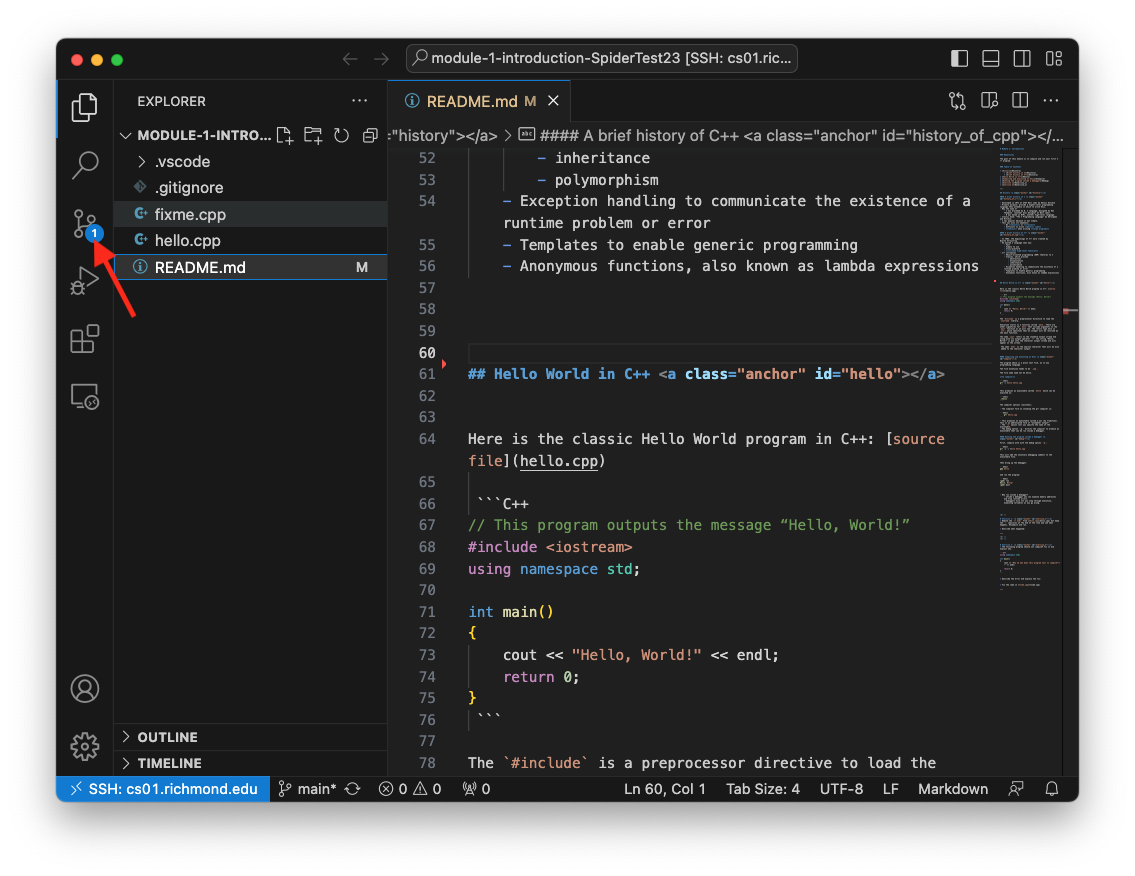 module-1-introduction-SpiderTest23 [SSH: cs01.rich...
EXPLORER
MODULE-1-INTRO...
.vscode
.gitignore
fixme.cpp
hello.cpp
README.md M
1
README.md M
="history"></a> > #### A brief history of C++ <a class="anchor" id="history_of_cpp"></...
52 - inheritance
53 - polymorphism
54 - Exception handling to communicate the existence of a
runtime problem or error
55 - Templates to enable generic programming
56 - Anonymous functions, also known as lambda expressions
57
58
59
60
61 ## Hello World in C++ <a class="anchor" id="hello"></a>
62
63
64 Here is the classic Hello World program in C++: [source
file](hello.cpp)
65
66 ```C++
67 // This program outputs the message “Hello, World!”
68 #include <iostream>
69 using namespace std;
70
71 int main()
72 {
73 cout << "Hello, World!" << endl;
74 return 0;
75 }
76 ```
77
78 The `#include` is a preprocessor directive to load the
OUTLINE
TIMELINE
SSH: cs01.richmond.edu main* 0 0 0 Ln 60, Col 1 Tab Size: 4 UTF-8 LF Markdown